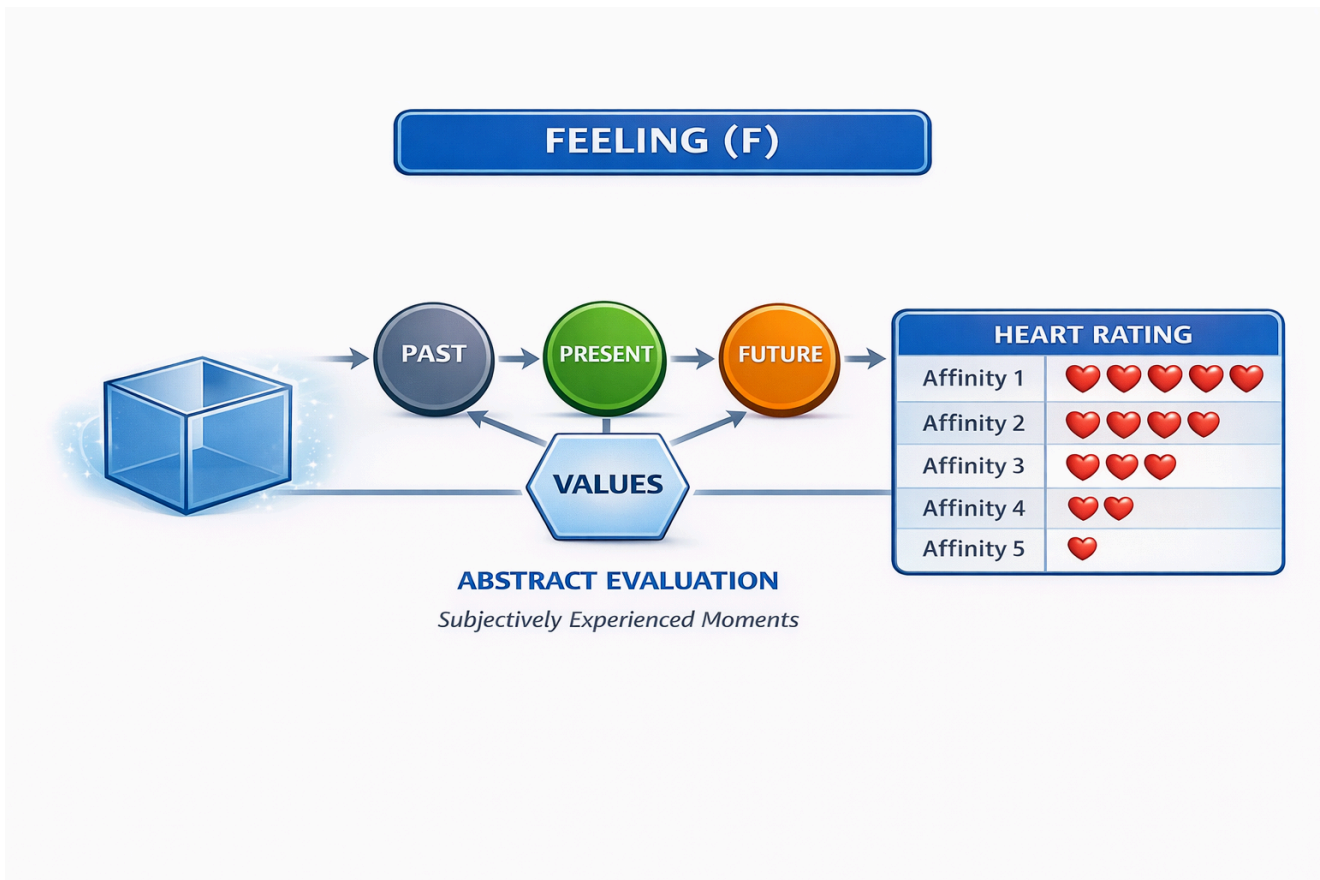 FEELING (F)
PAST
PRESENT
FUTURE
VALUES
ABSTRACT EVALUATION
Subjectively Experienced Moments
HEART RATING
Affinity 1
Affinity 2
Affinity 3
Affinity 4
Affinity 5